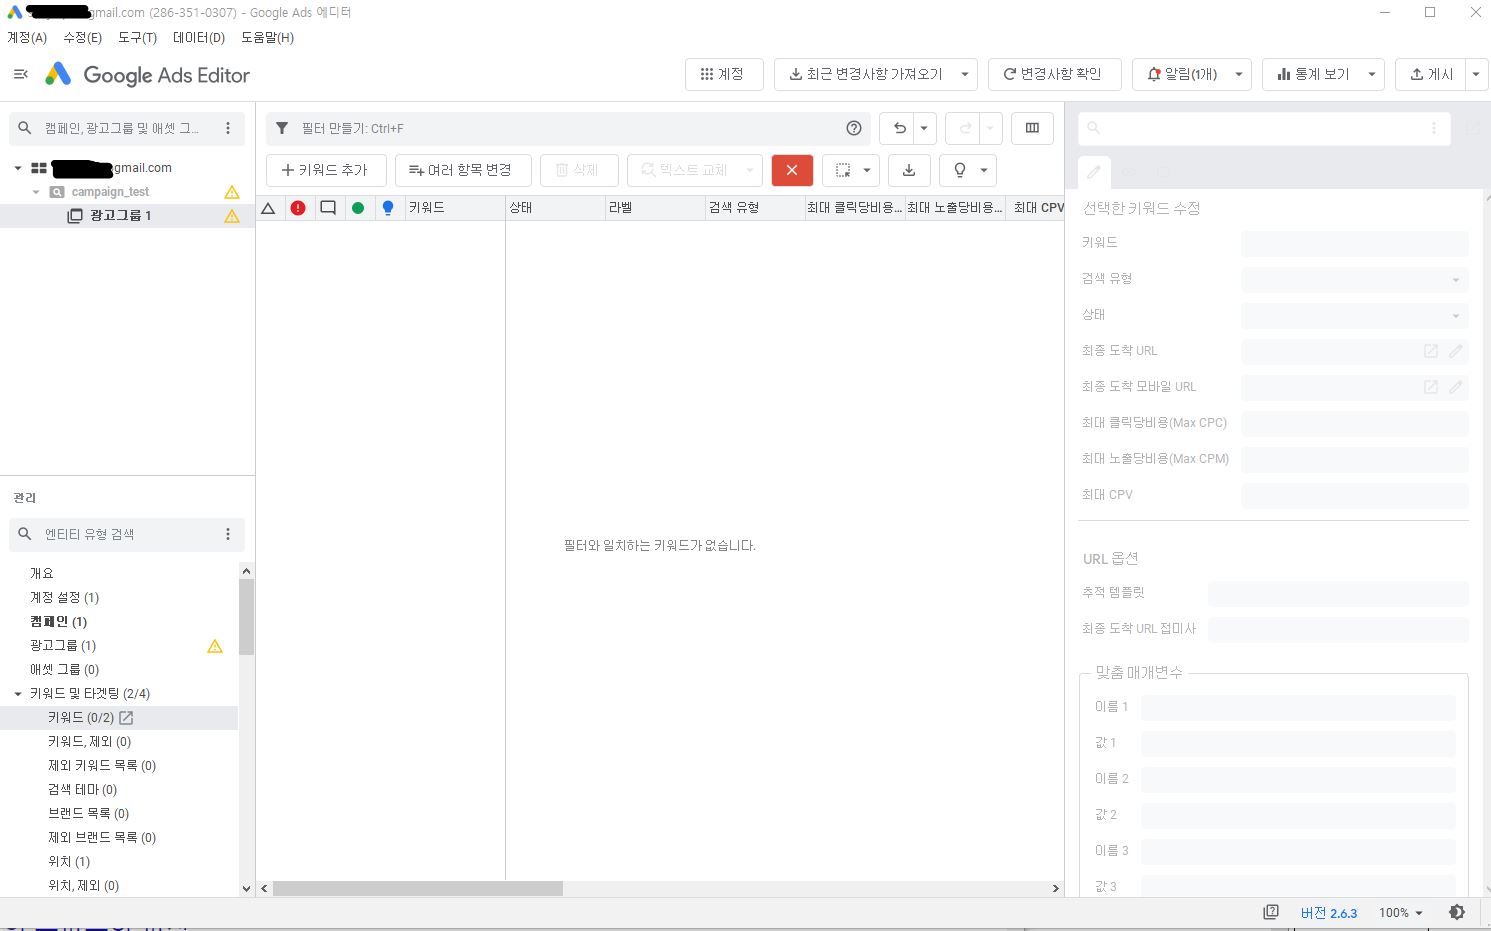 gmail.com (286-351-0307) - Google Ads 에디터
계정(A) 수정(E) 도구(T) 데이터(D) 도움말(H)
Google Ads Editor
계정 최근 변경사항 가져오기 변경사항 확인 알림(1개) 통계 보기 게시
캠페인, 광고그룹 및 애셋 그...
gmail.com
campaign_test
광고그룹 1
관리
엔티티 유형 검색
개요
계정 설정 (1)
캠페인 (1)
광고그룹 (1)
애셋 그룹 (0)
키워드 및 타겟팅 (2/4)
키워드 (0/2)
키워드, 제외 (0)
제외 키워드 목록 (0)
검색 테마 (0)
브랜드 목록 (0)
제외 브랜드 목록 (0)
위치 (1)
위치, 제외 (0)
필터 만들기: Ctrl+F
키워드 추가 여러 항목 변경 삭제 텍스트 교체
키워드 상태 라벨 검색 유형 최대 클릭당비용... 최대 노출당비용... 최대 CPV
필터와 일치하는 키워드가 없습니다.
선택한 키워드 수정
키워드
검색 유형
상태
최종 도착 URL
최종 도착 모바일 URL
최대 클릭당비용(Max CPC)
최대 노출당비용(Max CPM)
최대 CPV
URL 옵션
추적 템플릿
최종 도착 URL 접미사
맞춤 매개변수
이름 1
값 1
이름 2
값 2
이름 3
값 3
버전 2.6.3 100%